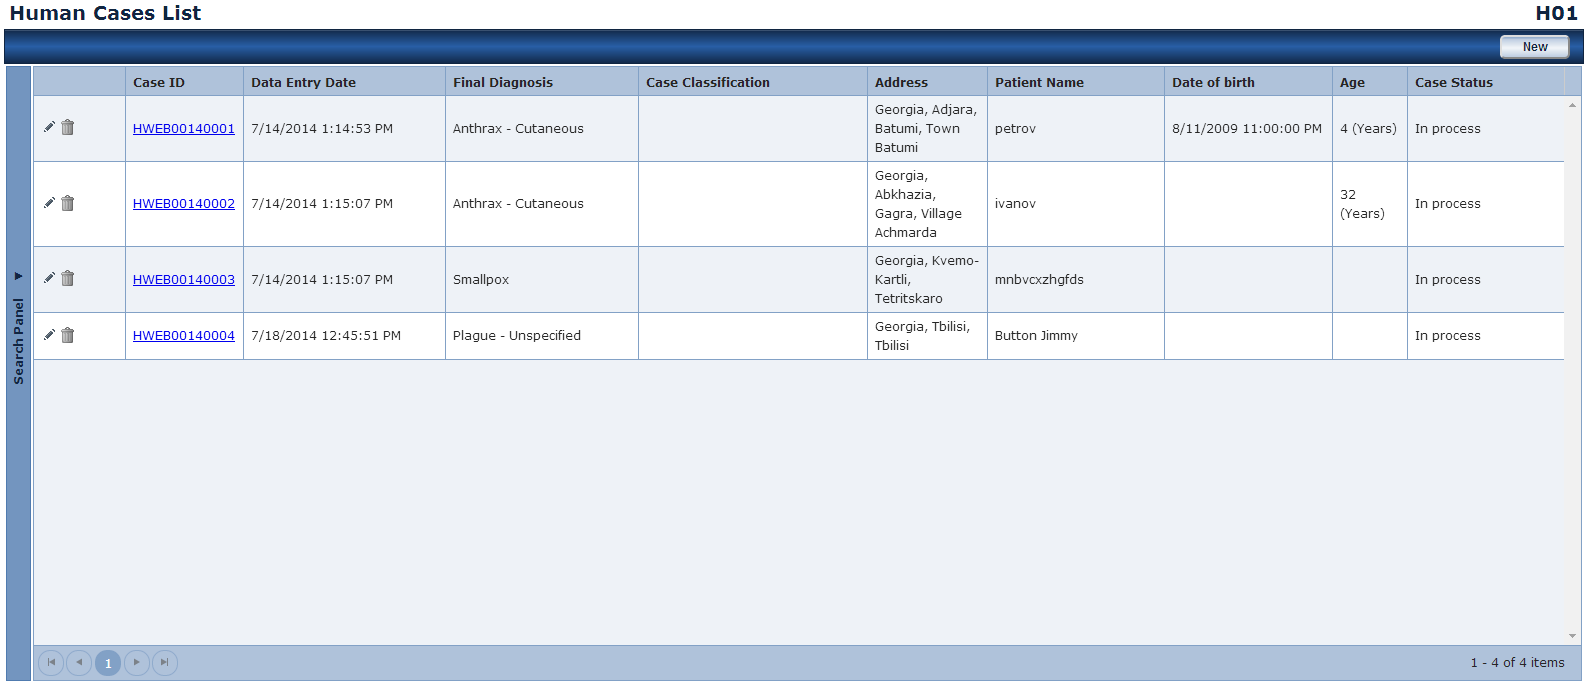 Human Cases List
H01
New
Search Panel
Case ID Data Entry Date Final Diagnosis Case Classification Address Patient Name Date of birth Age Case Status
HWEB00140001 7/14/2014 1:14:53 PM Anthrax - Cutaneous Georgia, Adjara, petrov 8/11/2009 11:00:00 PM 4 (Years) In process
Batumi, Town
Batumi
HWEB00140002 7/14/2014 1:15:07 PM Anthrax - Cutaneous Georgia, ivanov 32 In process
Abkhazia, (Years)
Gagra, Village
Achmarda
HWEB00140003 7/14/2014 1:15:07 PM Smallpox Georgia, Kvemo- mnbvcxzhgfds In process
Kartli,
Tetritskaro
HWEB00140004 7/18/2014 12:45:51 PM Plague - Unspecified Georgia, Tbilisi, Button Jimmy In process
Tbilisi
1
1 - 4 of 4 items